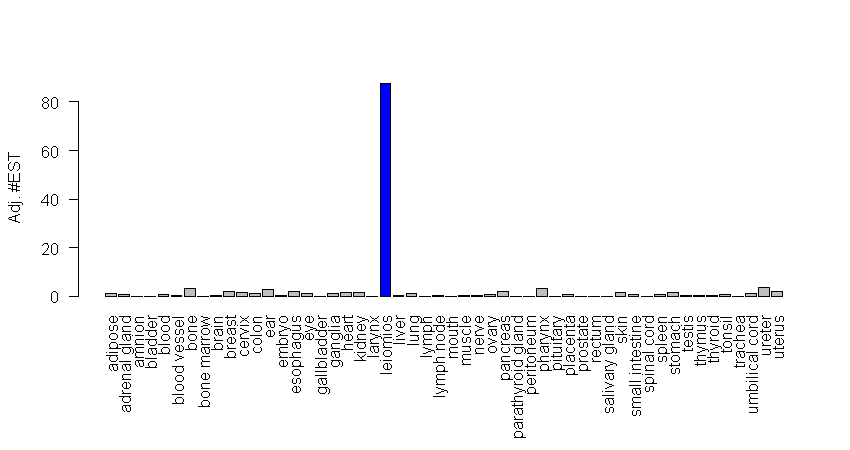 Adj. #EST
80
60
40
20
0
adipose
adrenal gland
amnion
bladder
blood
blood vessel
bone
bone marrow
brain
breast
cervix
colon
ear
embryo
esophagus
eye
gallbladder
ganglia
heart
kidney
larynx
leiomios
liver
lung
lymph
lymph node
mouth
muscle
nerve
ovary
pancreas
parathyroid gland
peritoneum
pharynx
pituitary
placenta
prostate
rectum
salivary gland
skin
small intestine
spinal cord
spleen
stomach
testis
thymus
thyroid
tonsil
trachea
umbilical cord
ureter
uterus